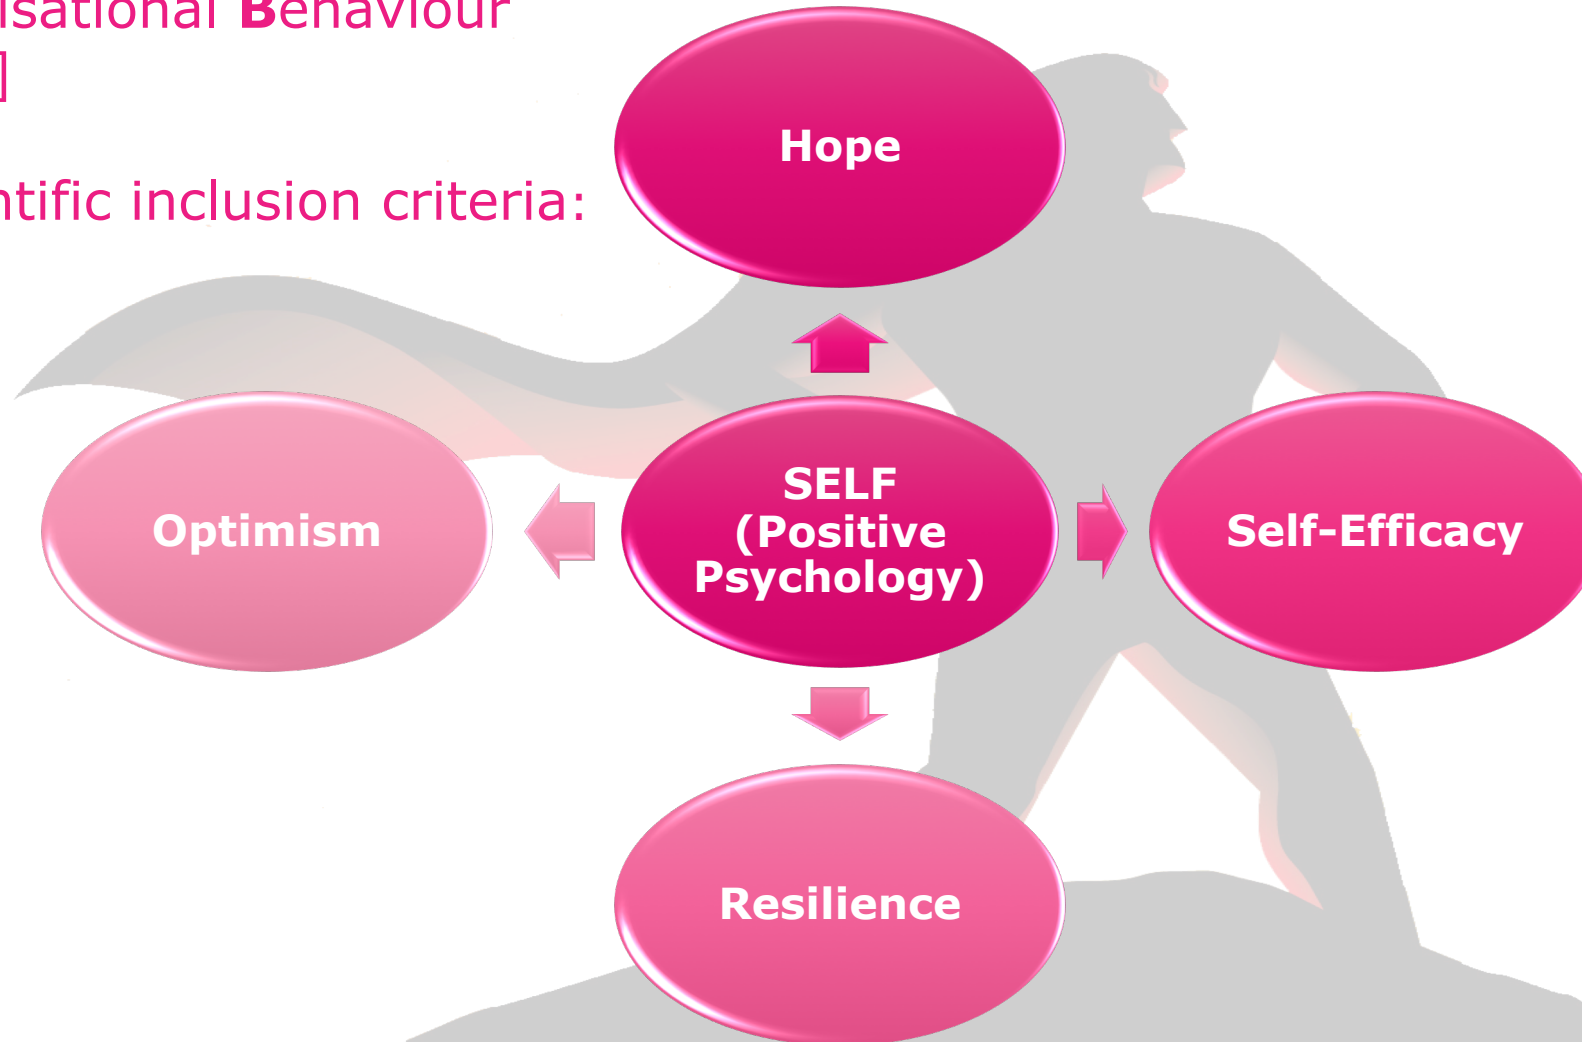 isational Behaviour
]
ntific inclusion criteria:
Hope
Optimism
SELF
(Positive
Psychology)
Self-Efficacy
Resilience